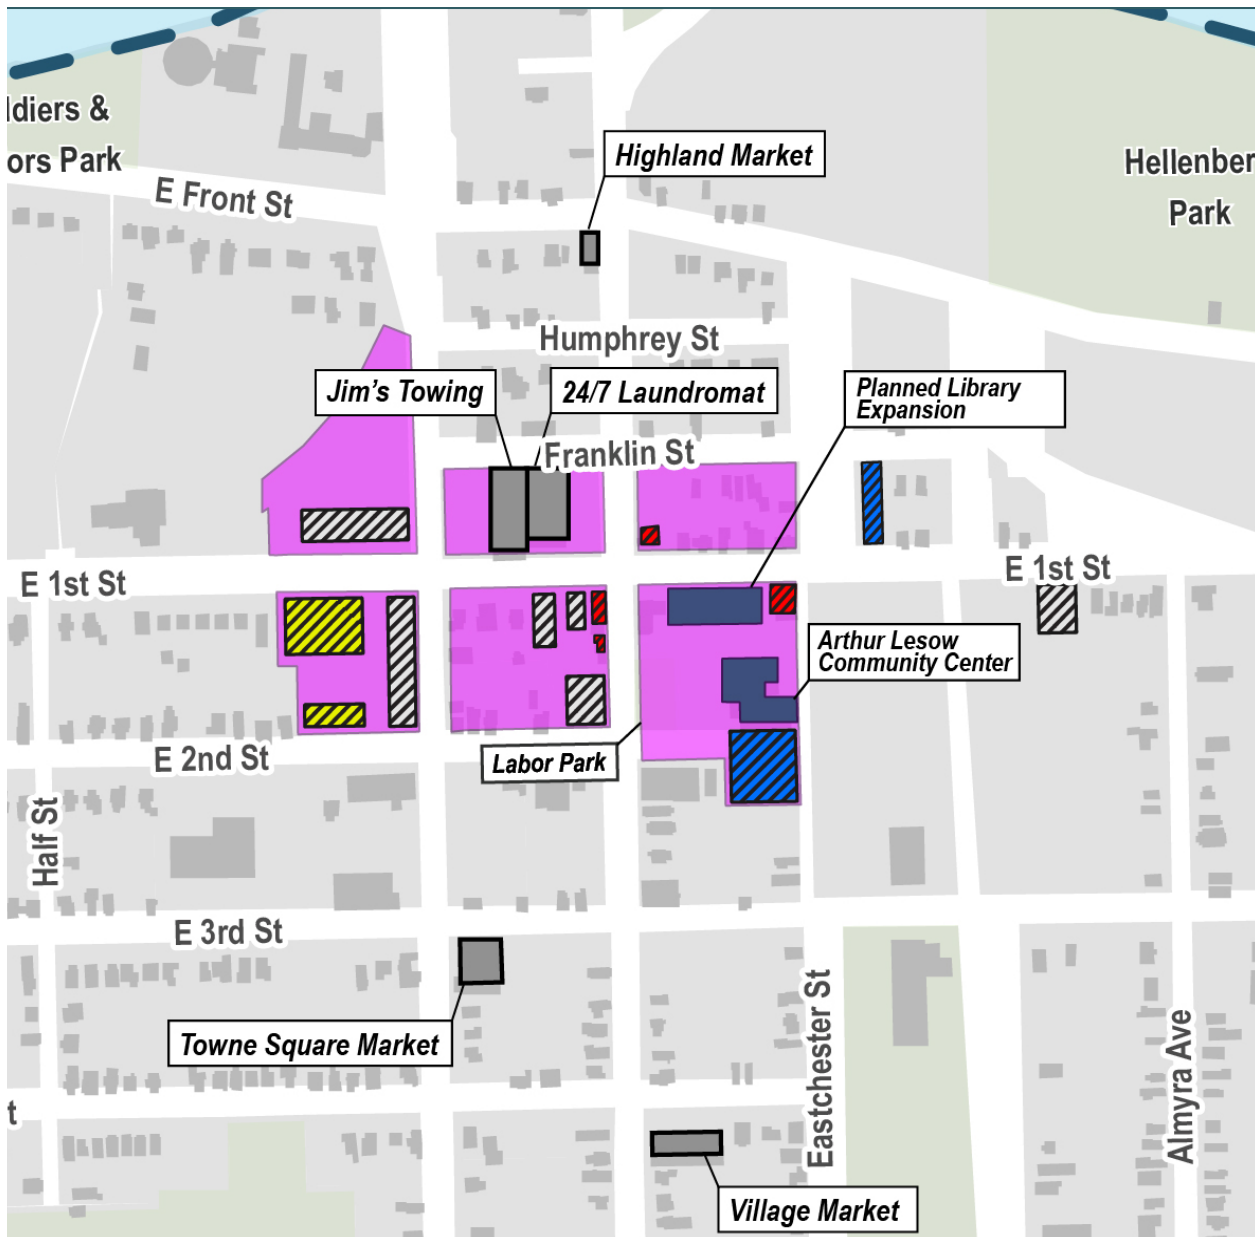 ldiers &
ors Park
E Front St
Highland Market
Hellenber
Park
Humphrey St
Jim's Towing
24/7 Laundromat
Planned Library
Expansion
Franklin St
E 1st St
E 1st St
Arthur Lesow
Community Center
Labor Park
E 2nd St
Half St
E 3rd St
Towne Square Market
Eastchester St
Almyra Ave
t
Village Market